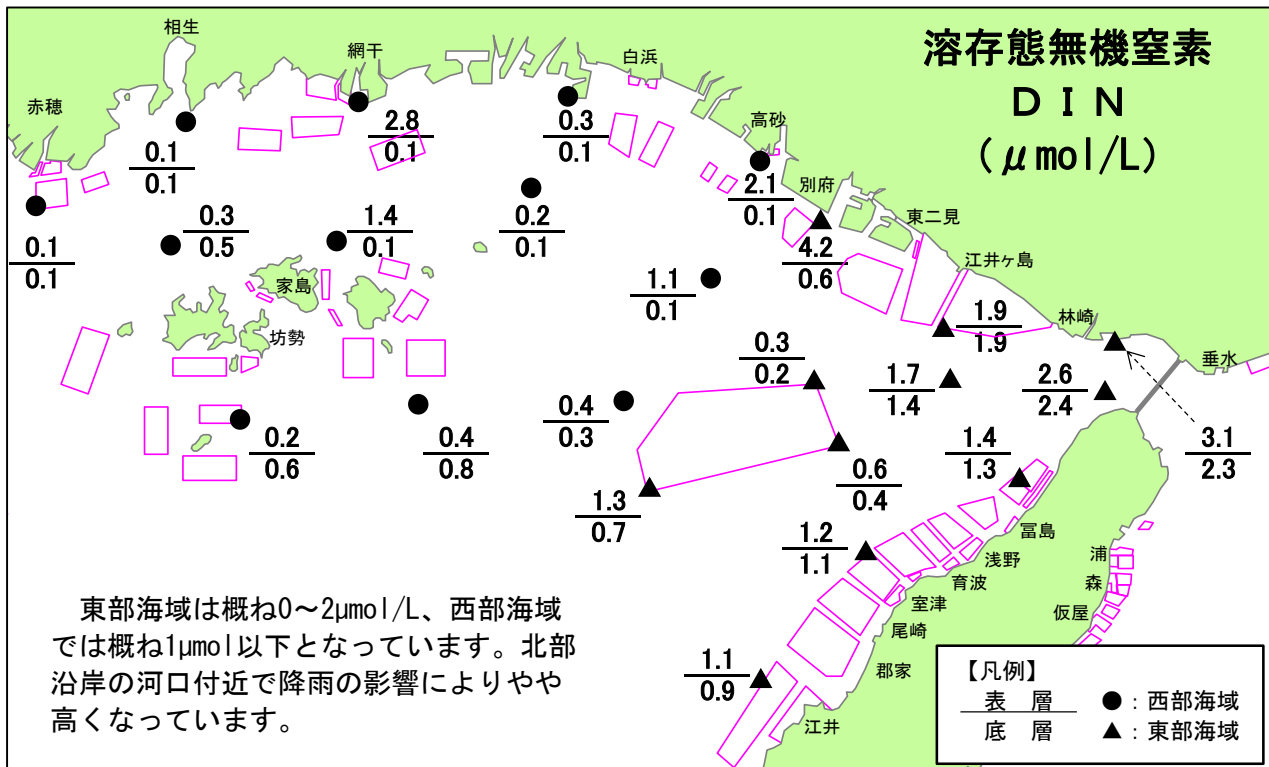 溶存態無機窒素
ＤＩＮ
(μmol/L)
相生
網干
白浜
赤穂
高砂
別府
東二見
江井ヶ島
林崎
垂水
家島
坊勢
2.8
0.1
0.3
0.1
0.1
0.1
2.1
0.1
0.3
0.5
1.4
0.1
0.2
0.1
4.2
0.6
0.1
0.1
1.1
0.1
1.9
1.9
0.3
0.2
1.7
1.4
2.6
2.4
0.4
0.3
0.2
0.6
0.4
0.8
1.4
1.3
3.1
2.3
0.6
0.4
1.3
0.7
1.2
1.1
1.1
0.9
冨島
浅野
育波
室津
尾崎
郡家
江井
浦
森
仮屋
東部海域は概ね0～2μmol/L、西部海域
では概ね1μmol以下となっています。北部
沿岸の河口付近で降雨の影響によりやや
高くなっています。
【凡例】
表　層　●：西部海域
底　層　▲：東部海域